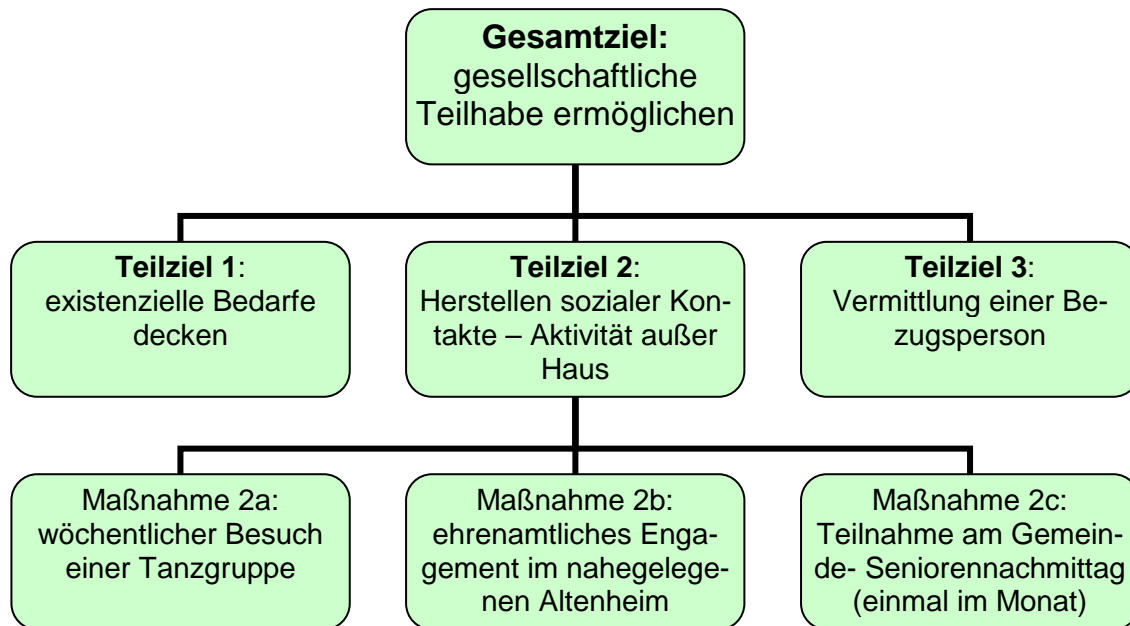 Gesamtziel:
gesellschaftliche
Teilhabe ermöglichen
Teilziel 1:
existenzielle Bedarfe
decken
Teilziel 2:
Herstellen sozialer Kon-
takte – Aktivität außer
Haus
Teilziel 3:
Vermittlung einer Be-
zugsperson
Maßnahme 2a:
wöchentlicher Besuch
einer Tanzgruppe
Maßnahme 2b:
ehrenamtliches Enga-
gement im nahegelege-
nen Altenheim
Maßnahme 2c:
Teilnahme am Gemein-
de- Seniorennachmittag
(einmal im Monat)